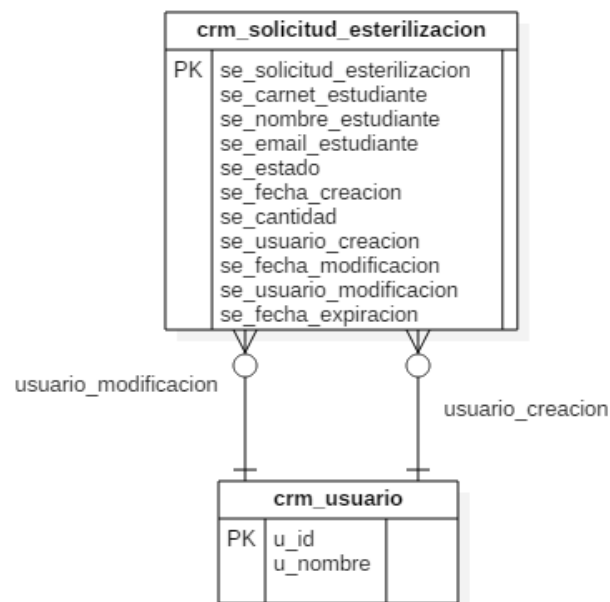 crm_solicitud_esterilizacion
PK se_solicitud_esterilizacion
se_carnet_estudiante
se_nombre_estudiante
se_email_estudiante
se_estado
se_fecha_creacion
se_cantidad
se_usuario_creacion
se_fecha_modificacion
se_usuario_modificacion
se_fecha_expiracion
usuario_modificacion
usuario_creacion
crm_usuario
PK u_id
u_nombre